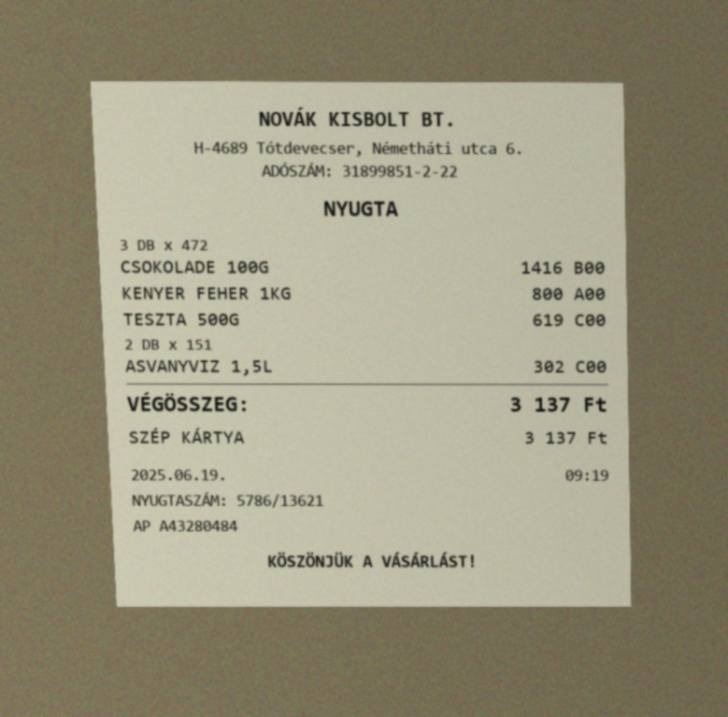 NOVÁK KISBOLT BT.
H-4689 Tótdevecser, Németháti utca 6.
ADÓSZÁM: 31899851-2-22
NYUGTA
3 DB x 472
CSOKOLADE 100G 1416 B00
KENYER FEHER 1KG 800 A00
TESZTA 500G 619 C00
2 DB x 151
ASVANYVIZ 1,5L 302 C00
VÉGÖSSZEG: 3 137 Ft
SZÉP KÁRTYA 3 137 Ft
2025.06.19. 09:19
NYUGTASZÁM: 5786/13621
AP A43280484
KÖSZÖNJÜK A VÁSÁRLÁST!